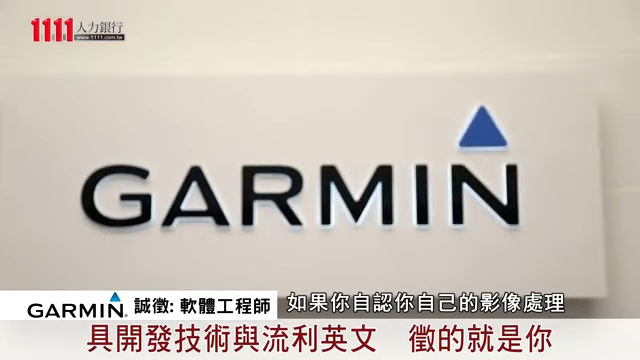 1111人力銀行
www.1111.com.tw
GARMIN
GARMIN 誠徵: 軟體工程師
如果你自認你自己的影像處理
具開發技術與流利英文 徵的就是你